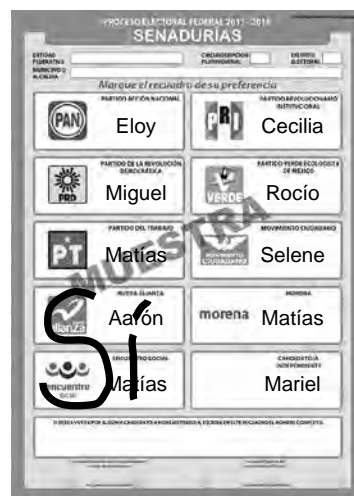 PROCESO ELECTORAL FEDERAL 2017 - 2018
SENADURÍAS
ENTIDAD FEDERATIVA
CIRCUNSCRIPCIÓN PLURINOMINAL
DISTRITO ELECTORAL
MUNICIPIO O ALCALDÍA
Marque el recuadro de su preferencia
PARTIDO ACCIÓN NACIONAL
PAN
Eloy
PARTIDO REVOLUCIONARIO INSTITUCIONAL
PRI
Cecilia
PARTIDO DE LA REVOLUCIÓN DEMOCRÁTICA
PRD
Miguel
PARTIDO VERDE ECOLOGISTA DE MÉXICO
VERDE
Rocío
PARTIDO DEL TRABAJO
PT
Matías
MOVIMIENTO CIUDADANO
MOVIMIENTO CIUDADANO
Selene
MUESTRA
NUEVA ALIANZA
alianza
Aarón
MORENA
morena
Matías
ENCUENTRO SOCIAL
encuentro social
Matías
CANDIDATO/A INDEPENDIENTE
Mariel
Sí